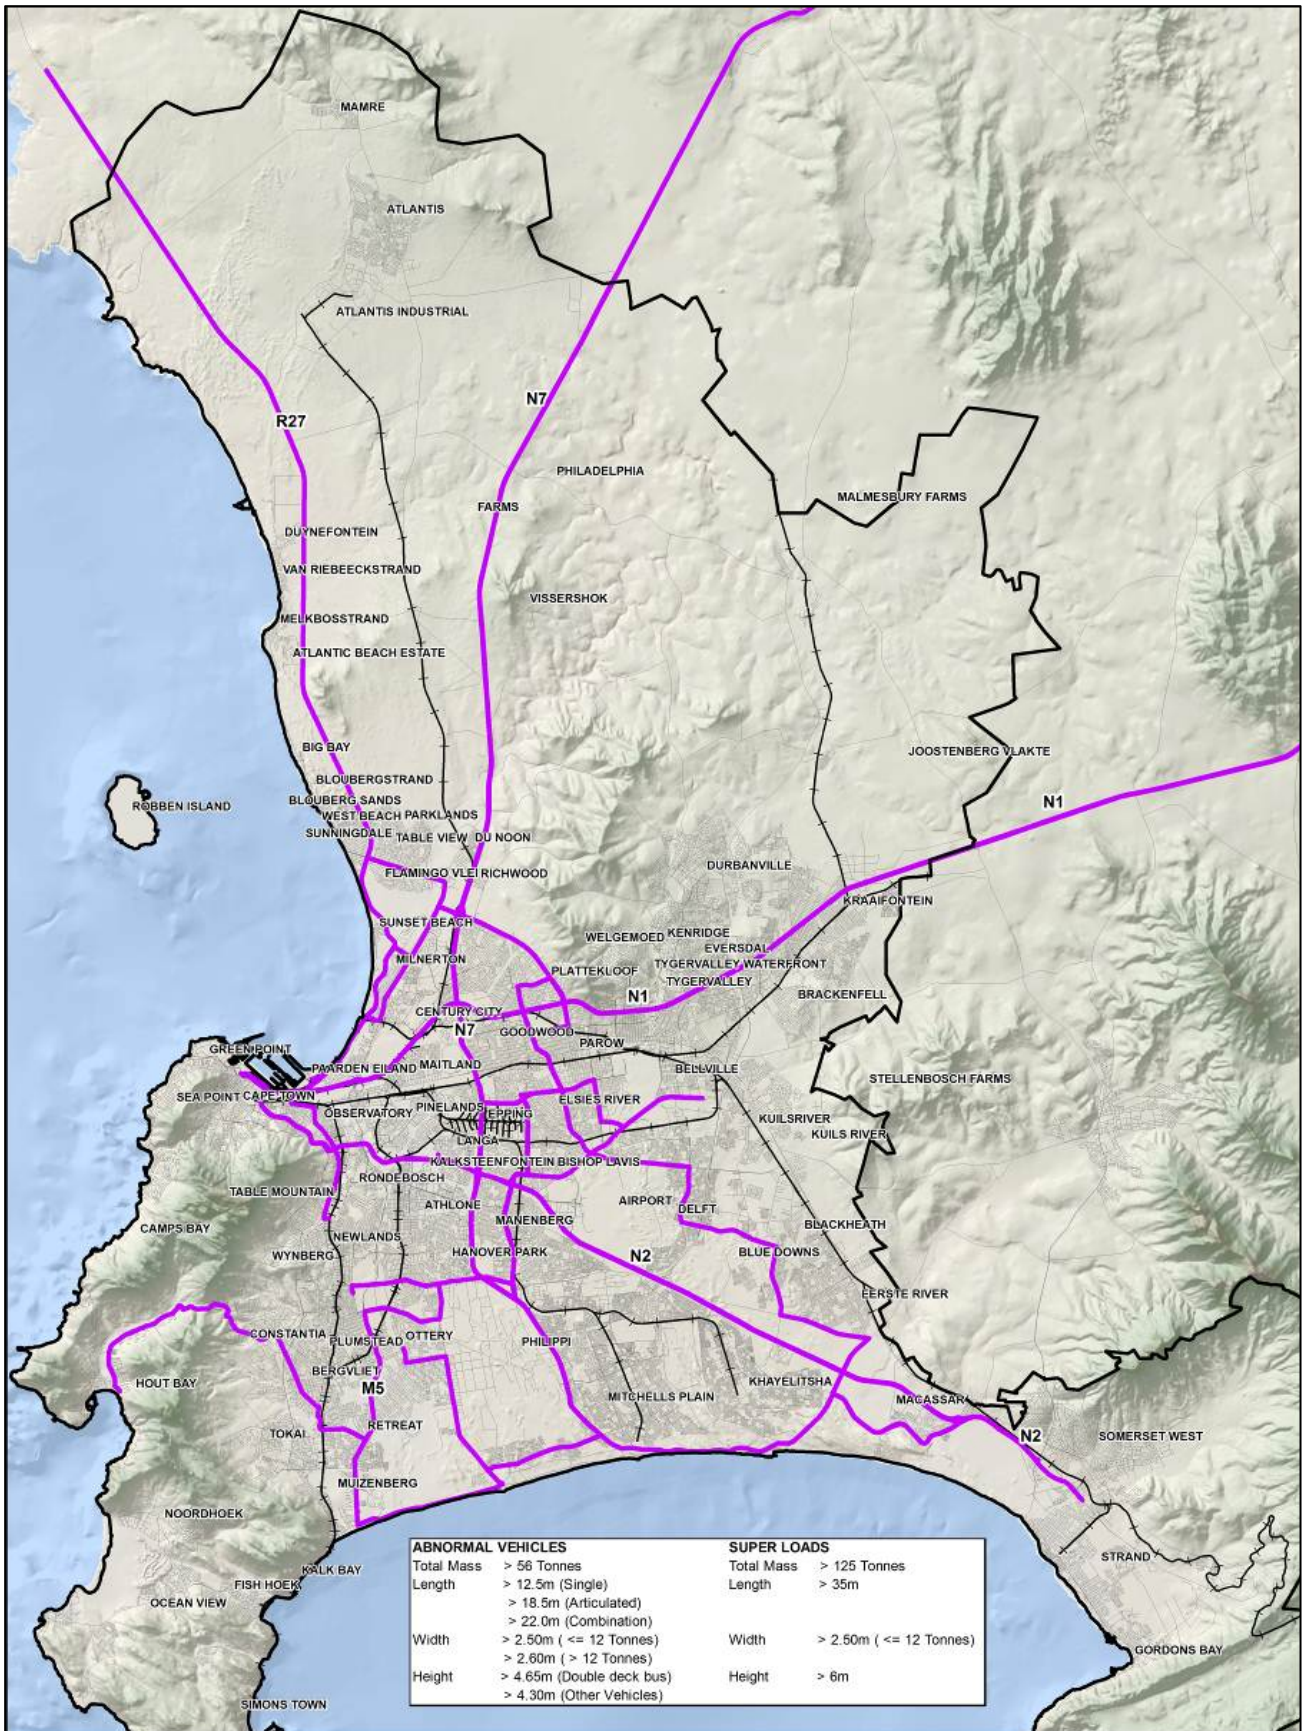 MAMRE
ATLANTIS
ATLANTIS INDUSTRIAL
N7
R27
PHILADELPHIA
MALMESBURY FARMS
FARMS
DUYNEFONTEIN
VAN RIEBEECKSTRAND
VISSERSHOK
MELKBOSSTRAND
ATLANTIC BEACH ESTATE
BIG BAY
JOOSTENBERG VLAKTE
BLOUBERGSTRAND
BLOUBERG SANDS
N1
ROBBEN ISLAND
WEST BEACH PARKLANDS
SUNNINGDALE TABLE VIEW DU NOON
DURBANVILLE
FLAMINGO VLEI RICHWOOD
KRAAIFONTEIN
SUNSET BEACH
WELGEMOED KENRIDGE
EVERSDAL
MILNERTON
TYGERVALLEY WATERFRONT
PLATTEKLOOF
TYGERVALLEY
BRACKENFELL
N1
CENTURY CITY
N7 GOODWOOD
PAROW
GREEN POINT
PAARDEN EILAND MAITLAND
BELLVILLE
STELLENBOSCH FARMS
SEA POINT CAPE TOWN
ELSIES RIVER
OBSERVATORY PINELANDS EPPING
KUILSRIVER
KUILS RIVER
LANGA
KALKSTEENFONTEIN BISHOP LAVIS
RONDEBOSCH
TABLE MOUNTAIN
ATHLONE
AIRPORT
DELFT
MANENBERG
CAMPS BAY
BLACKHEATH
NEWLANDS
WYNBERG
HANOVER PARK
N2
BLUE DOWNS
EERSTE RIVER
CONSTANTIA PLUMSTEAD OTTERY
PHILIPPI
BERGVLIET
HOUT BAY
M5
KHAYELITSHA
MITCHELLS PLAIN
MACASSAR
RETREAT
TOKAI
N2
SOMERSET WEST
MUIZENBERG
NOORDHOEK
KALK BAY
STRAND
FISH HOEK
OCEAN VIEW
GORDONS BAY
SIMONS TOWN
ABNORMAL VEHICLES
Total Mass > 56 Tonnes
Length > 12.5m (Single)
> 18.5m (Articulated)
> 22.0m (Combination)
Width > 2.50m ( <= 12 Tonnes)
> 2.60m ( > 12 Tonnes)
Height > 4.65m (Double deck bus)
> 4.30m (Other Vehicles)
SUPER LOADS
Total Mass > 125 Tonnes
Length > 35m
Width > 2.50m ( <= 12 Tonnes)
Height > 6m